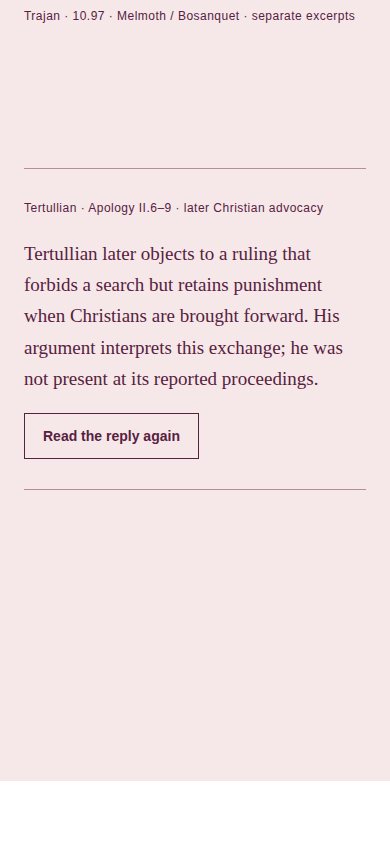 Trajan · 10.97 · Melmoth / Bosanquet · separate excerpts
Tertullian · Apology II.6–9 · later Christian advocacy
Tertullian later objects to a ruling that
forbids a search but retains punishment
when Christians are brought forward. His
argument interprets this exchange; he was
not present at its reported proceedings.
Read the reply again